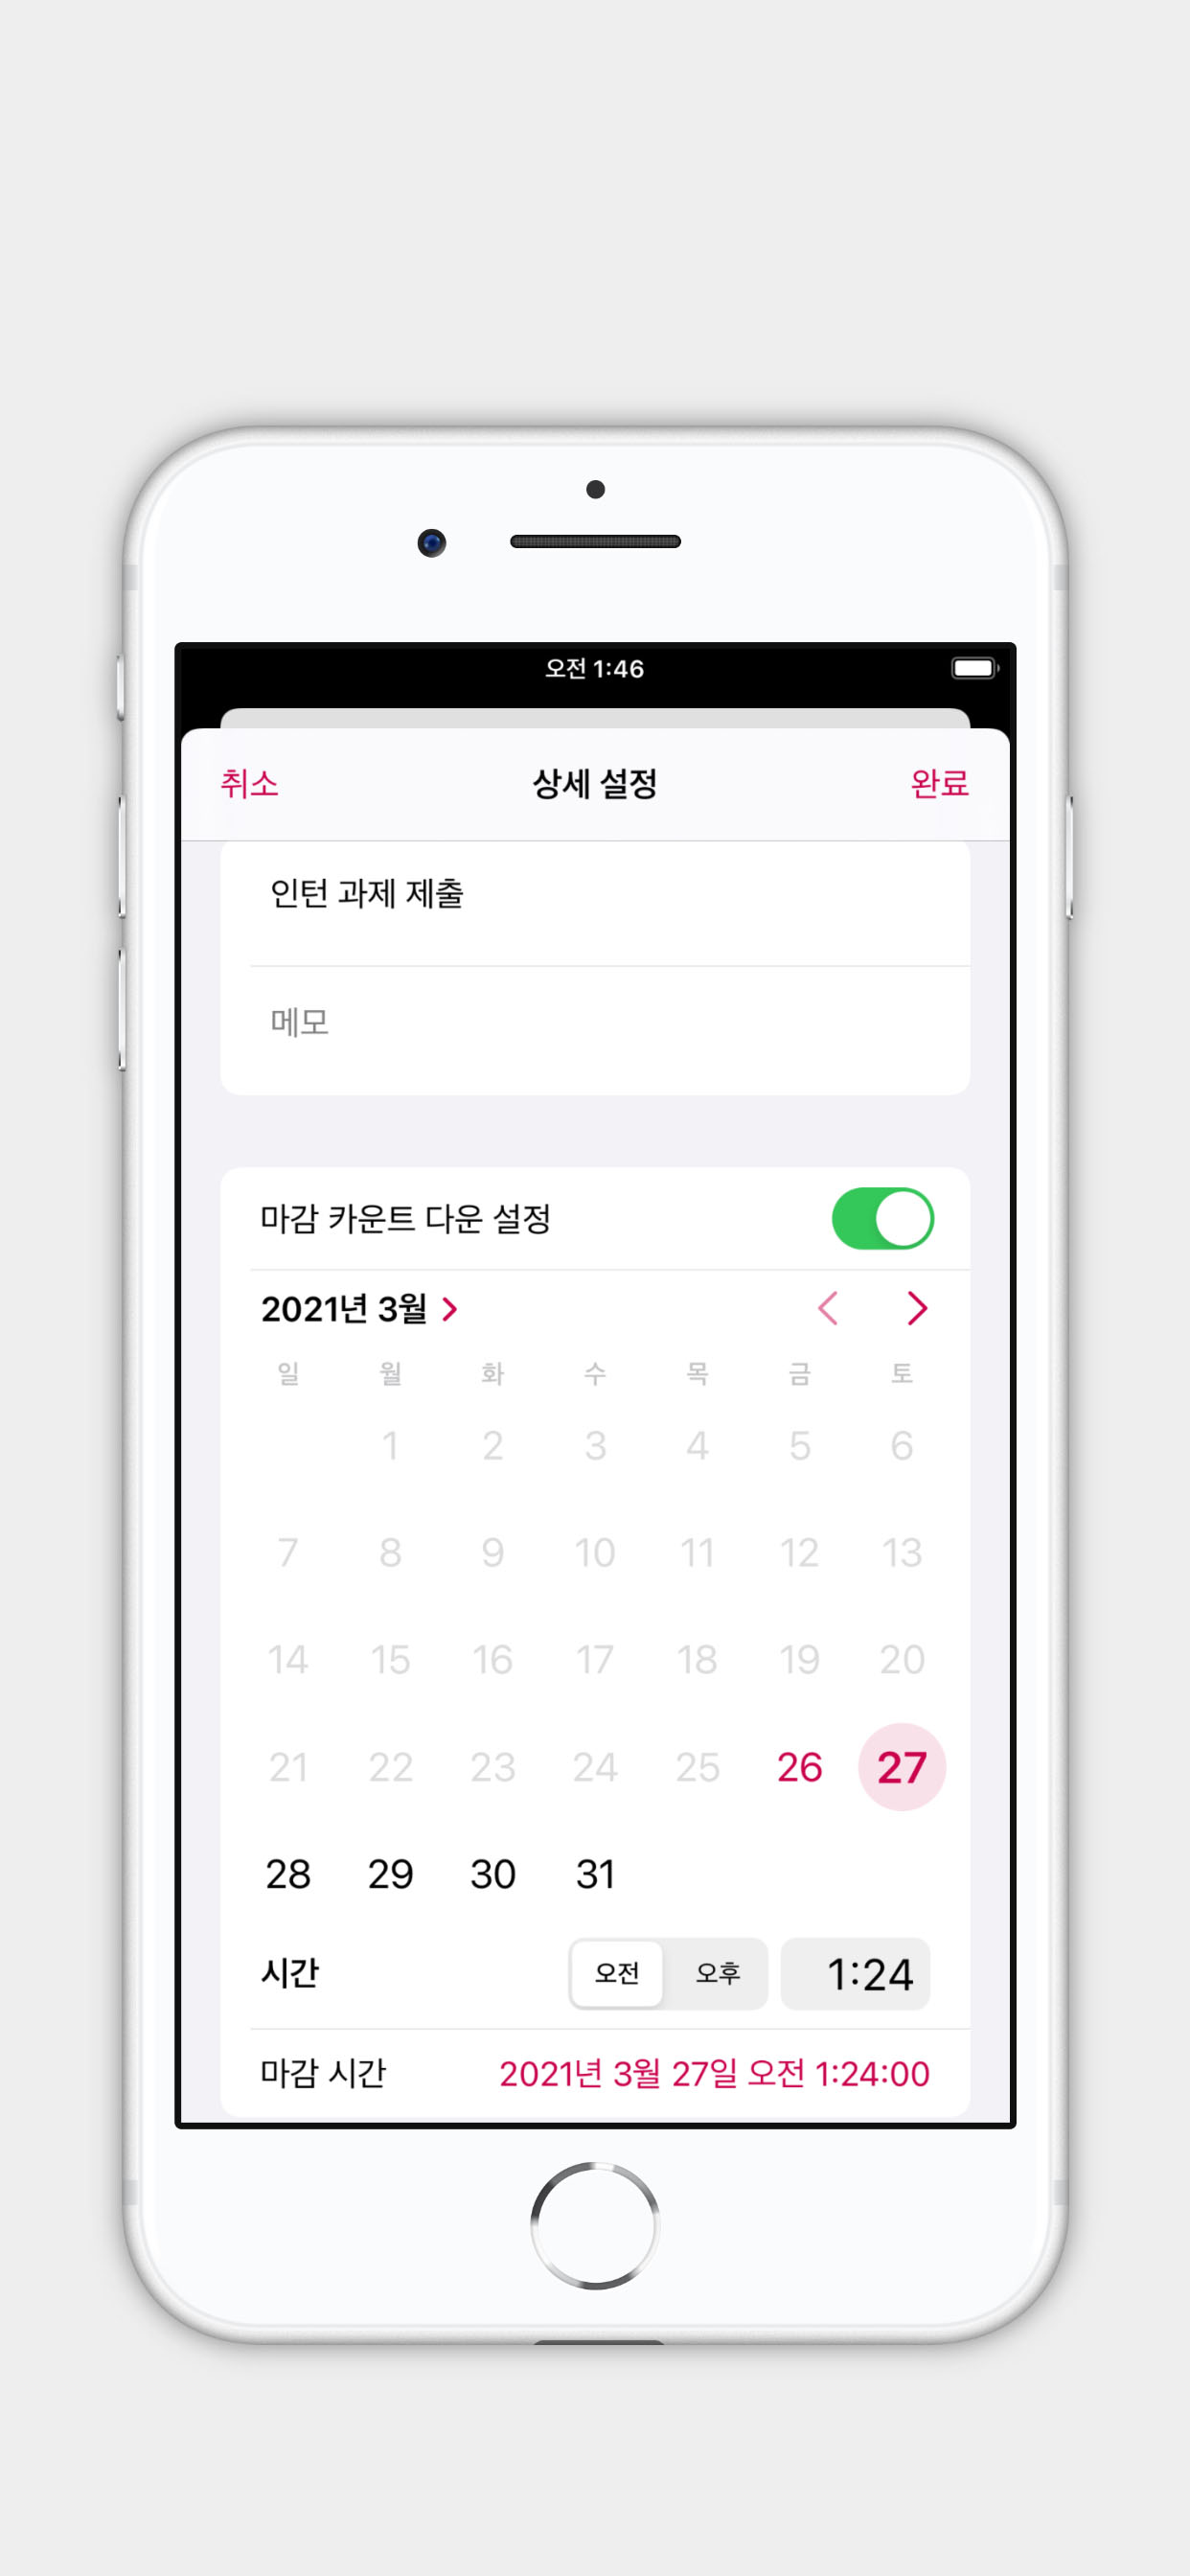 오전 1:46
취소 상세 설정 완료
인턴 과제 제출
메모
마감 카운트 다운 설정
2021년 3월 >
일 월 화 수 목 금 토
1 2 3 4 5 6
7 8 9 10 11 12 13
14 15 16 17 18 19 20
21 22 23 24 25 26 27
28 29 30 31
시간 오전 오후 1:24
마감 시간 2021년 3월 27일 오전 1:24:00